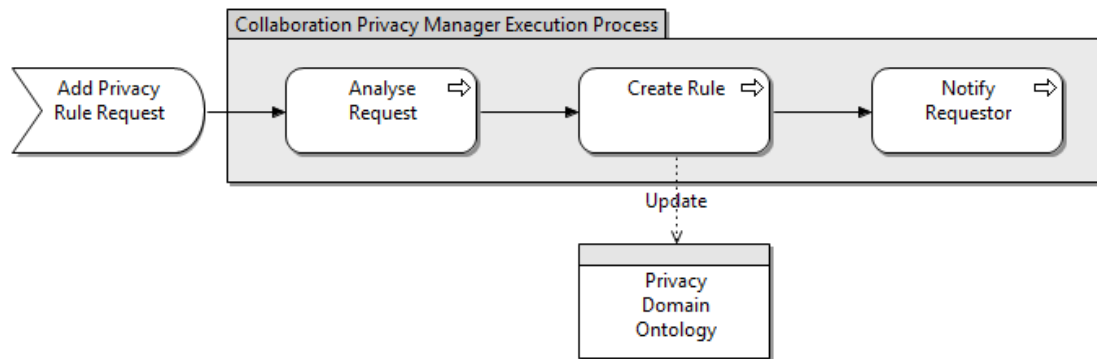 Collaboration Privacy Manager Execution Process
Add Privacy
Rule Request
Analyse
Request
Create Rule
Notify
Requestor
Update
Privacy
Domain
Ontology